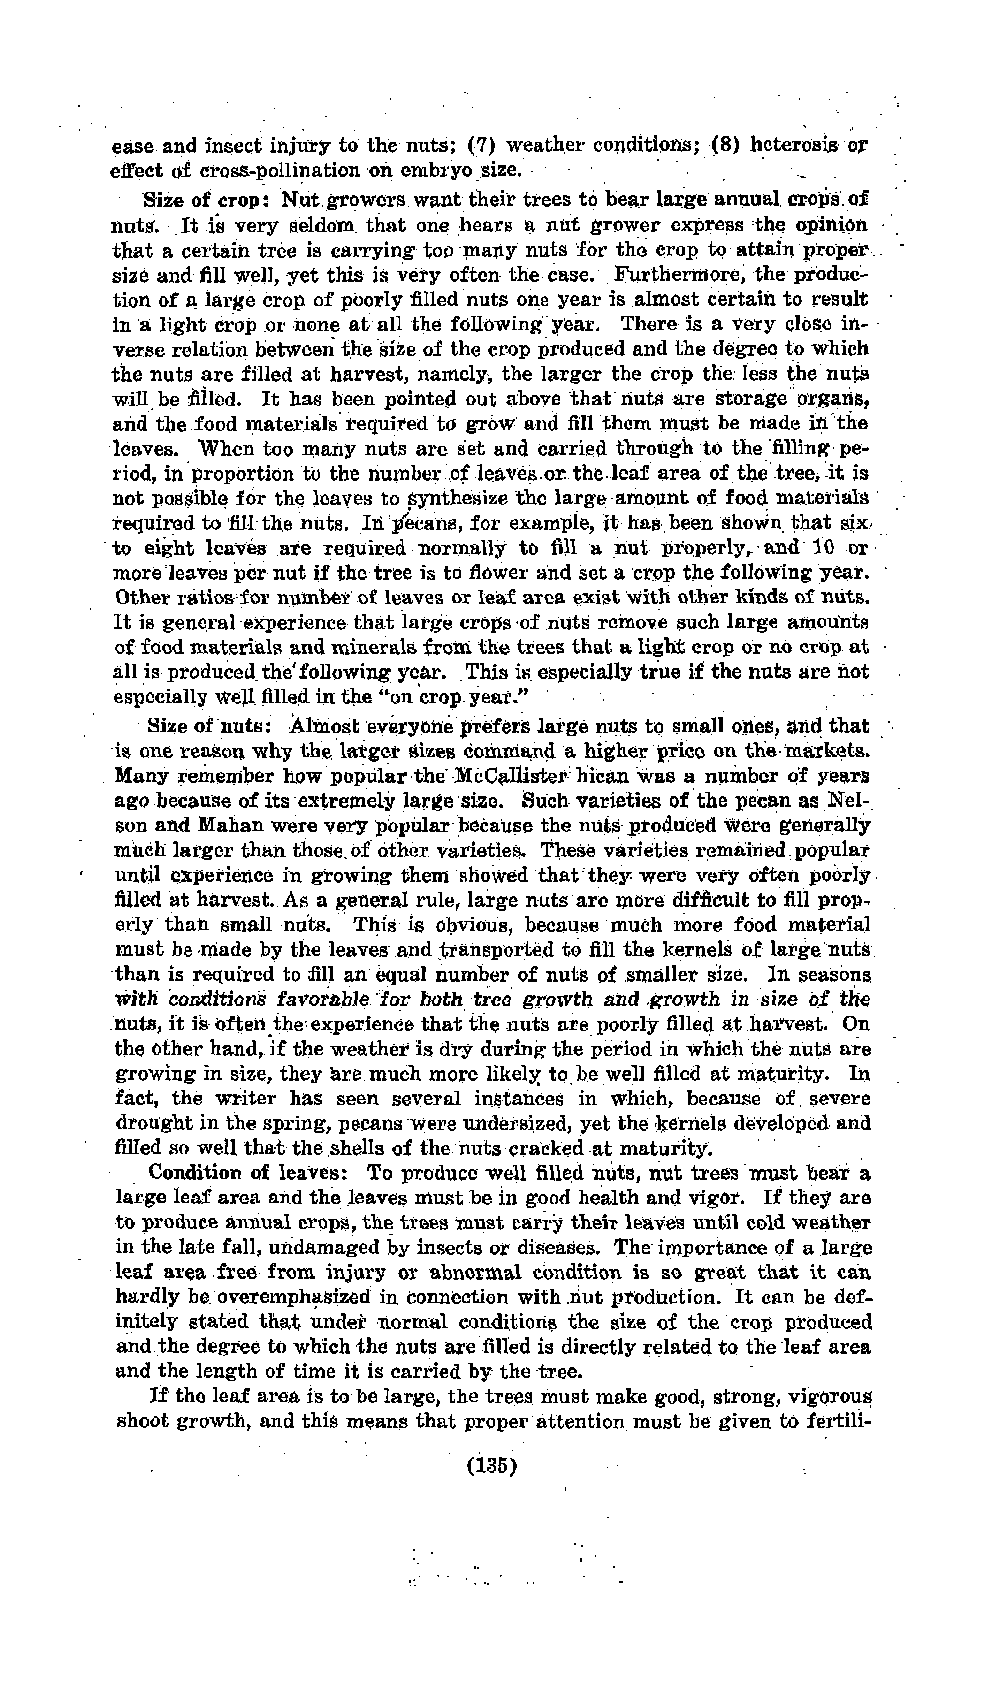 ease and insect injury to the nuts; (7) weather conditions; (8) heterosis or
effect of cross-pollination on embryo size.
Size of crop: Nut growers want their trees to bear large annual crops of
nuts. It is very seldom that one hears a nut grower express the opinion
that a certain tree is carrying too many nuts for the crop to attain proper
size and fill well, yet this is very often the case. Furthermore, the produc-
tion of a large crop of poorly filled nuts one year is almost certain to result
in a light crop or none at all the following year. There is a very close in-
verse relation between the size of the crop produced and the degree to which
the nuts are filled at harvest, namely, the larger the crop the less the nuts
will be filled. It has been pointed out above that nuts are storage organs,
and the food materials required to grow and fill them must be made in the
leaves. When too many nuts are set and carried through to the filling pe-
riod, in proportion to the number of leaves or the leaf area of the tree, it is
not possible for the leaves to synthesize the large amount of food materials
required to fill the nuts. In pecans, for example, it has been shown that six
to eight leaves are required normally to fill a nut properly, and 10 or
more leaves per nut if the tree is to flower and set a crop the following year.
Other ratios for number of leaves or leaf area exist with other kinds of nuts.
It is general experience that large crops of nuts remove such large amounts
of food materials and minerals from the trees that a light crop or no crop at
all is produced the following year. This is especially true if the nuts are not
especially well filled in the "on crop year."
Size of nuts: Almost everyone prefers large nuts to small ones, and that
is one reason why the larger sizes command a higher price on the markets.
Many remember how popular the McCallister hican was a number of years
ago because of its extremely large size. Such varieties of the pecan as Nel-
son and Mahan were very popular because the nuts produced were generally
much larger than those of other varieties. These varieties remained popular
until experience in growing them showed that they were very often poorly
filled at harvest. As a general rule, large nuts are more difficult to fill prop-
erly than small nuts. This is obvious, because much more food material
must be made by the leaves and transported to fill the kernels of large nuts
than is required to fill an equal number of nuts of smaller size. In seasons
with conditions favorable for both tree growth and growth in size of the
nuts, it is often the experience that the nuts are poorly filled at harvest. On
the other hand, if the weather is dry during the period in which the nuts are
growing in size, they are much more likely to be well filled at maturity. In
fact, the writer has seen several instances in which, because of severe
drought in the spring, pecans were undersized, yet the kernels developed and
filled so well that the shells of the nuts cracked at maturity.
Condition of leaves: To produce well filled nuts, nut trees must bear a
large leaf area and the leaves must be in good health and vigor. If they are
to produce annual crops, the trees must carry their leaves until cold weather
in the late fall, undamaged by insects or diseases. The importance of a large
leaf area free from injury or abnormal condition is so great that it can
hardly be overemphasized in connection with nut production. It can be def-
initely stated that under normal conditions the size of the crop produced
and the degree to which the nuts are filled is directly related to the leaf area
and the length of time it is carried by the tree.
If the leaf area is to be large, the trees must make good, strong, vigorous
shoot growth, and this means that proper attention must be given to fertili-
(135)